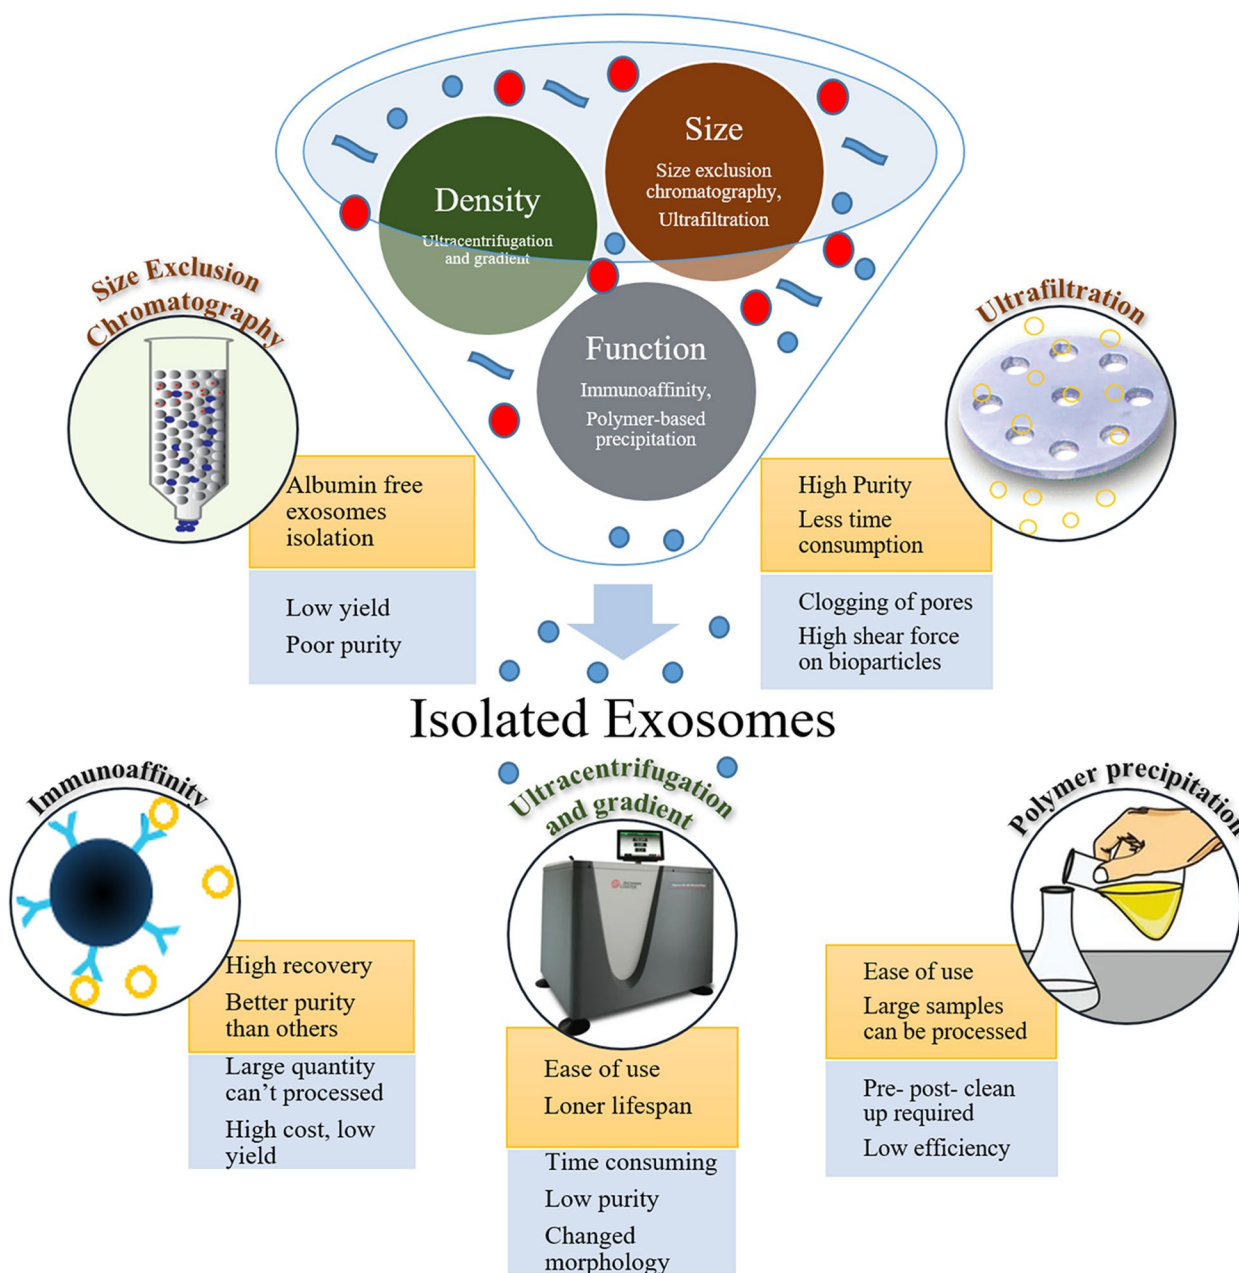 Size
Size exclusion
chromatography,
Ultrafiltration
Density
Ultracentrifugation
and gradient
Function
Immunoaffinity,
Polymer-based
precipitation
Size Exclusion
Chromatography
Albumin free
exosomes
isolation
Low yield
Poor purity
Ultrafiltration
High Purity
Less time
consumption
Clogging of pores
High shear force
on bioparticles
Isolated Exosomes
Immunoaffinity
High recovery
Better purity
than others
Large quantity
can’t processed
High cost, low
yield
Ultracentrifugation
and gradient
Ease of use
Loner lifespan
Time consuming
Low purity
Changed
morphology
Polymer precipitation
Ease of use
Large samples
can be processed
Pre- post- clean
up required
Low efficiency